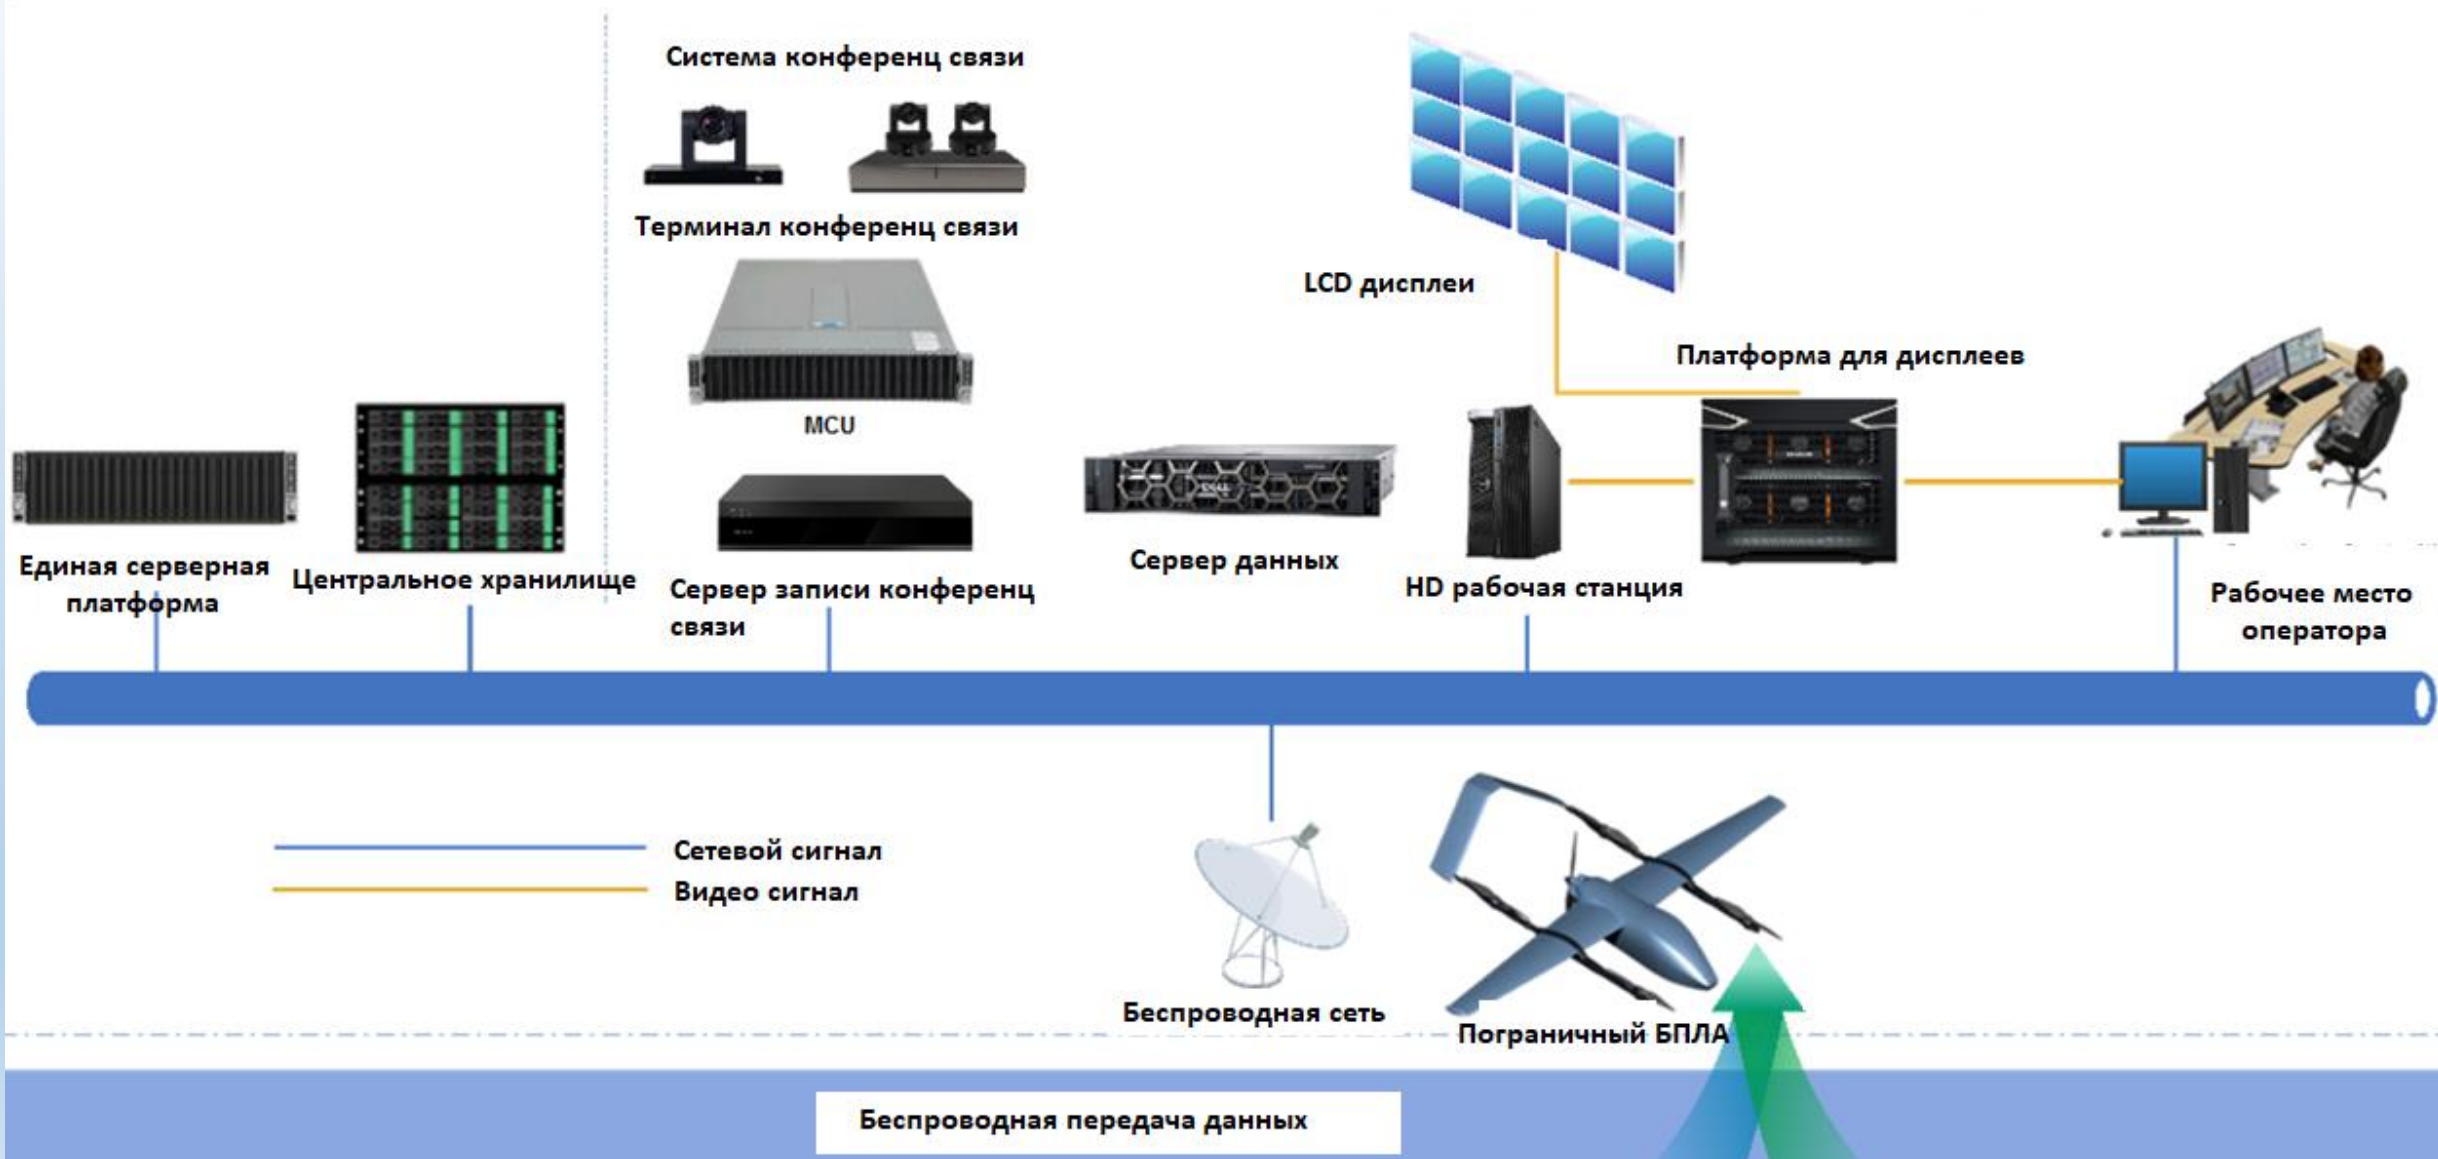 Система конференц связи
Терминал конференц связи
LCD дисплеи
Платформа для дисплеев
MCU
Единая серверная
платформа
Центральное хранилище
Сервер записи конференц
связи
DELL
Сервер данных
HD рабочая станция
Рабочее место
оператора
Сетевой сигнал
Видео сигнал
Беспроводная сеть
Пограничный БПЛА
Беспроводная передача данных